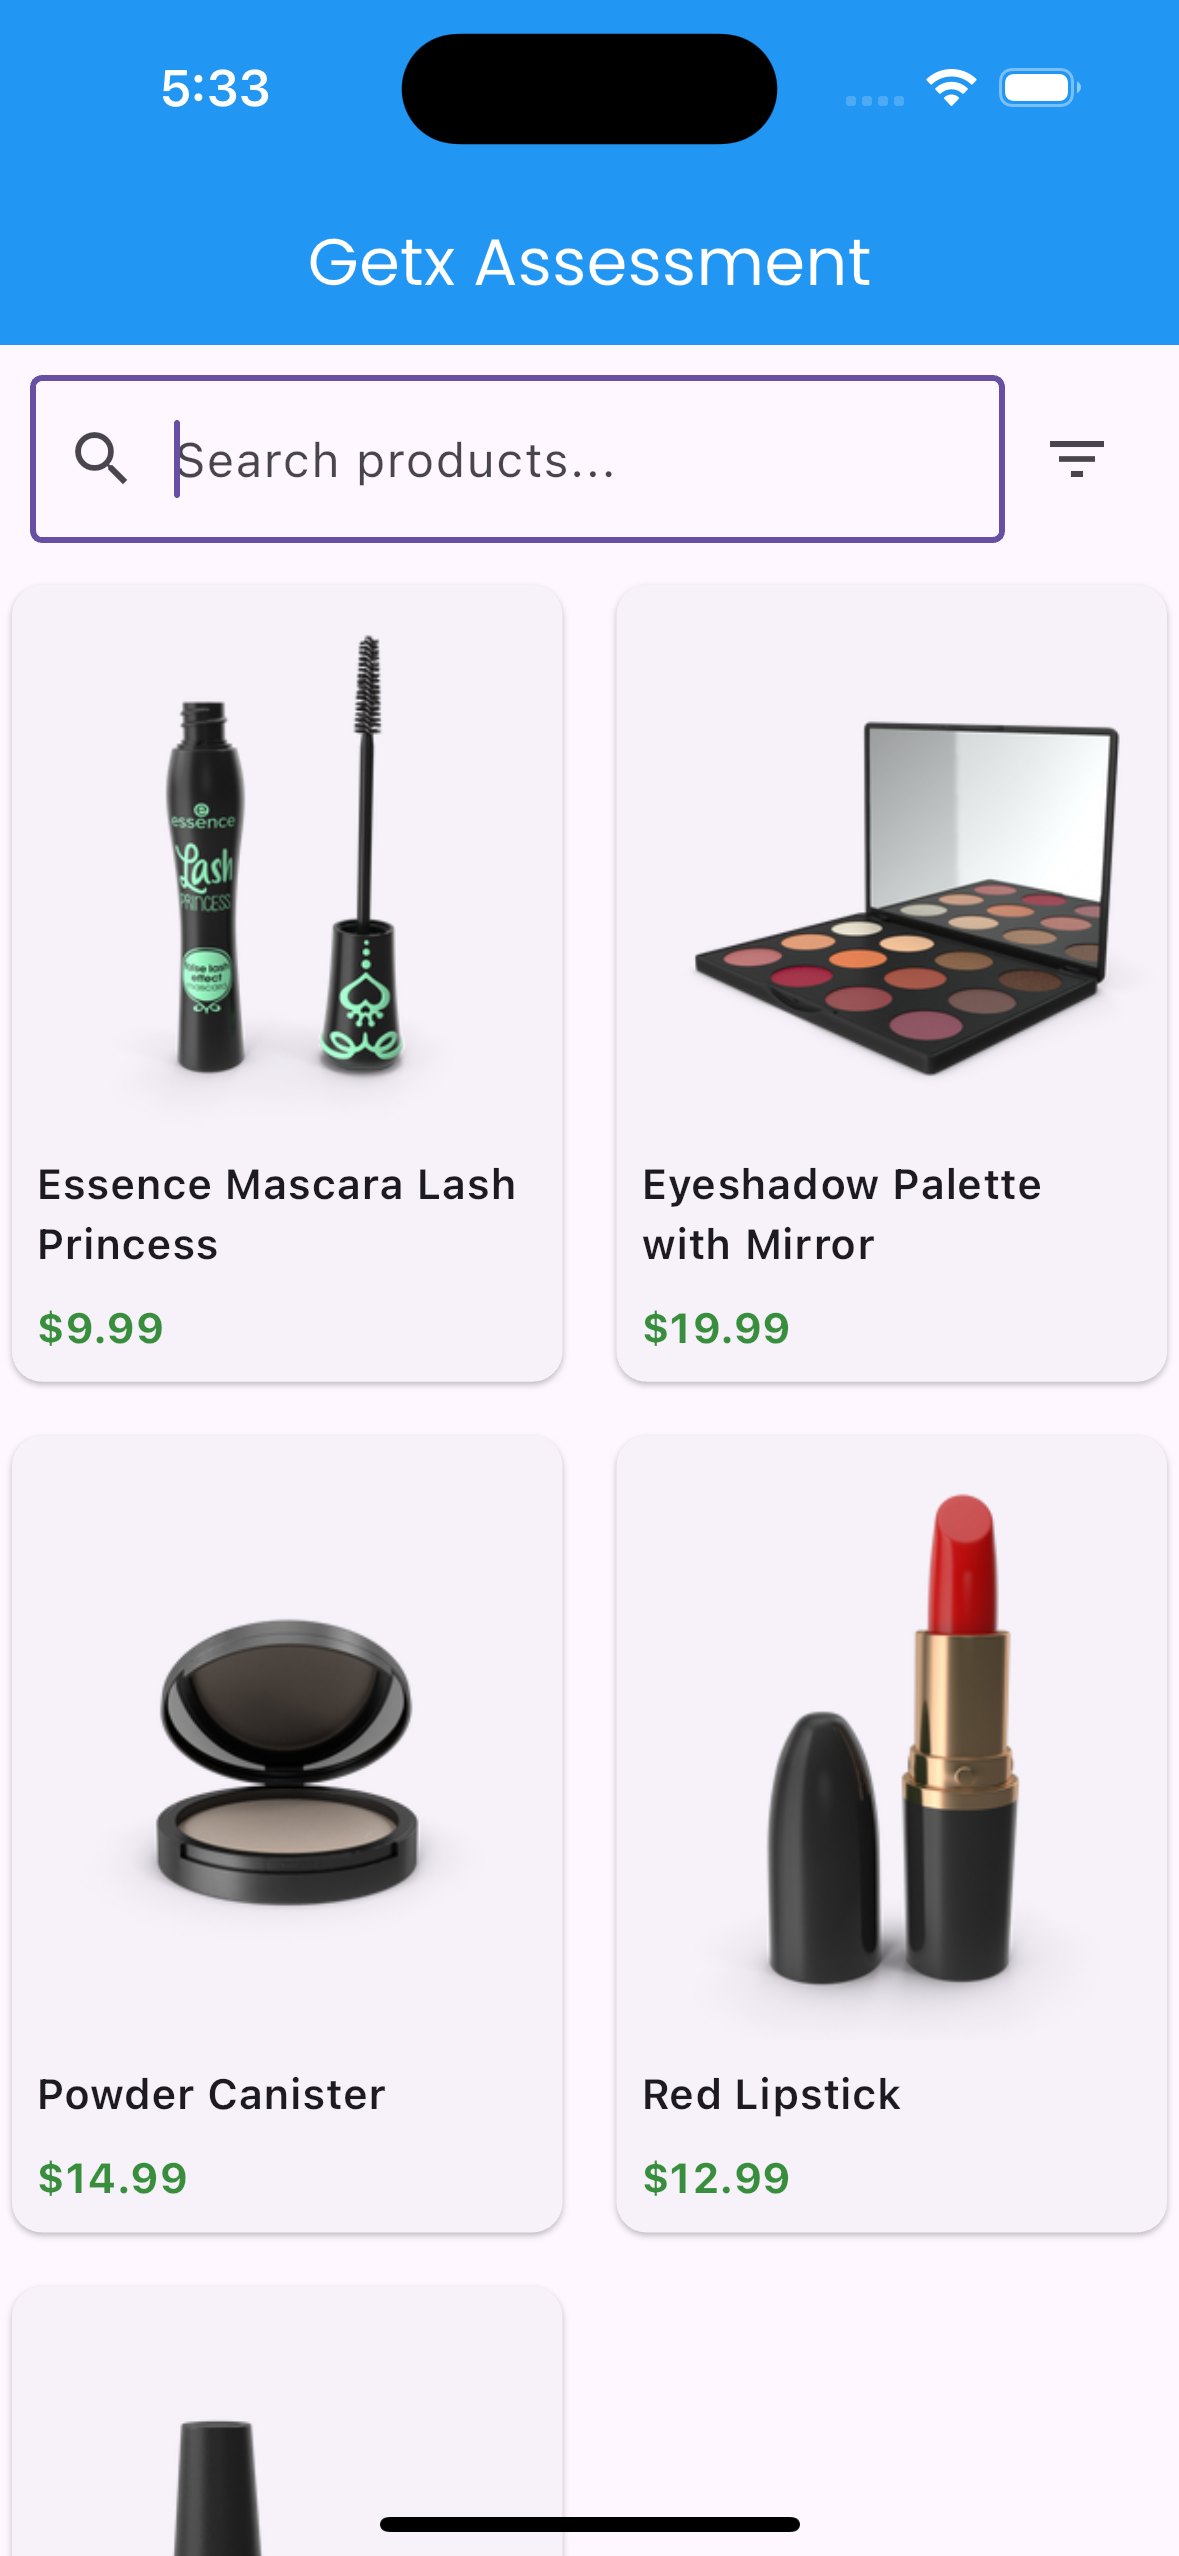 5:33
Getx Assessment
Search products...
essence
Lash
PRINCESS
false lash
effect
mascara
Essence Mascara Lash
Princess
$9.99
Eyeshadow Palette
with Mirror
$19.99
Powder Canister
$14.99
Red Lipstick
$12.99